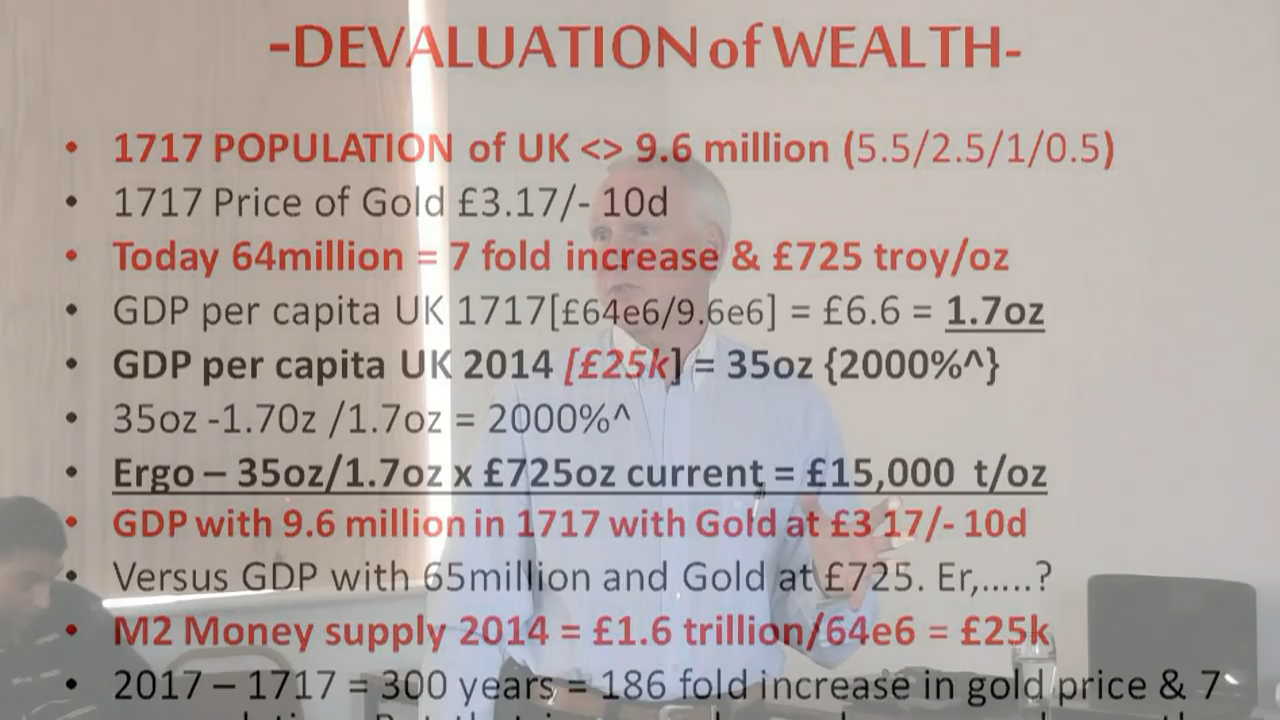 -DEVALUATION of WEALTH-
• 1717 POPULATION of UK <> 9.6 million (5.5/2.5/1/0.5)
• 1717 Price of Gold £3.17/- 10d
• Today 64million = 7 fold increase & £725 troy/oz
• GDP per capita UK 1717[£64e6/9.6e6] = £6.6 = 1.7oz
• GDP per capita UK 2014 [£25k] = 35oz {2000%^}
• 35oz -1.70z /1.7oz = 2000%^
• Ergo – 35oz/1.7oz x £725oz current = £15,000 t/oz
• GDP with 9.6 million in 1717 with Gold at £3 17/- 10d
• Versus GDP with 65million and Gold at £725. Er,.....?
• M2 Money supply 2014 = £1.6 trillion/64e6 = £25k
• 2017 – 1717 = 300 years = 186 fold increase in gold price & 7